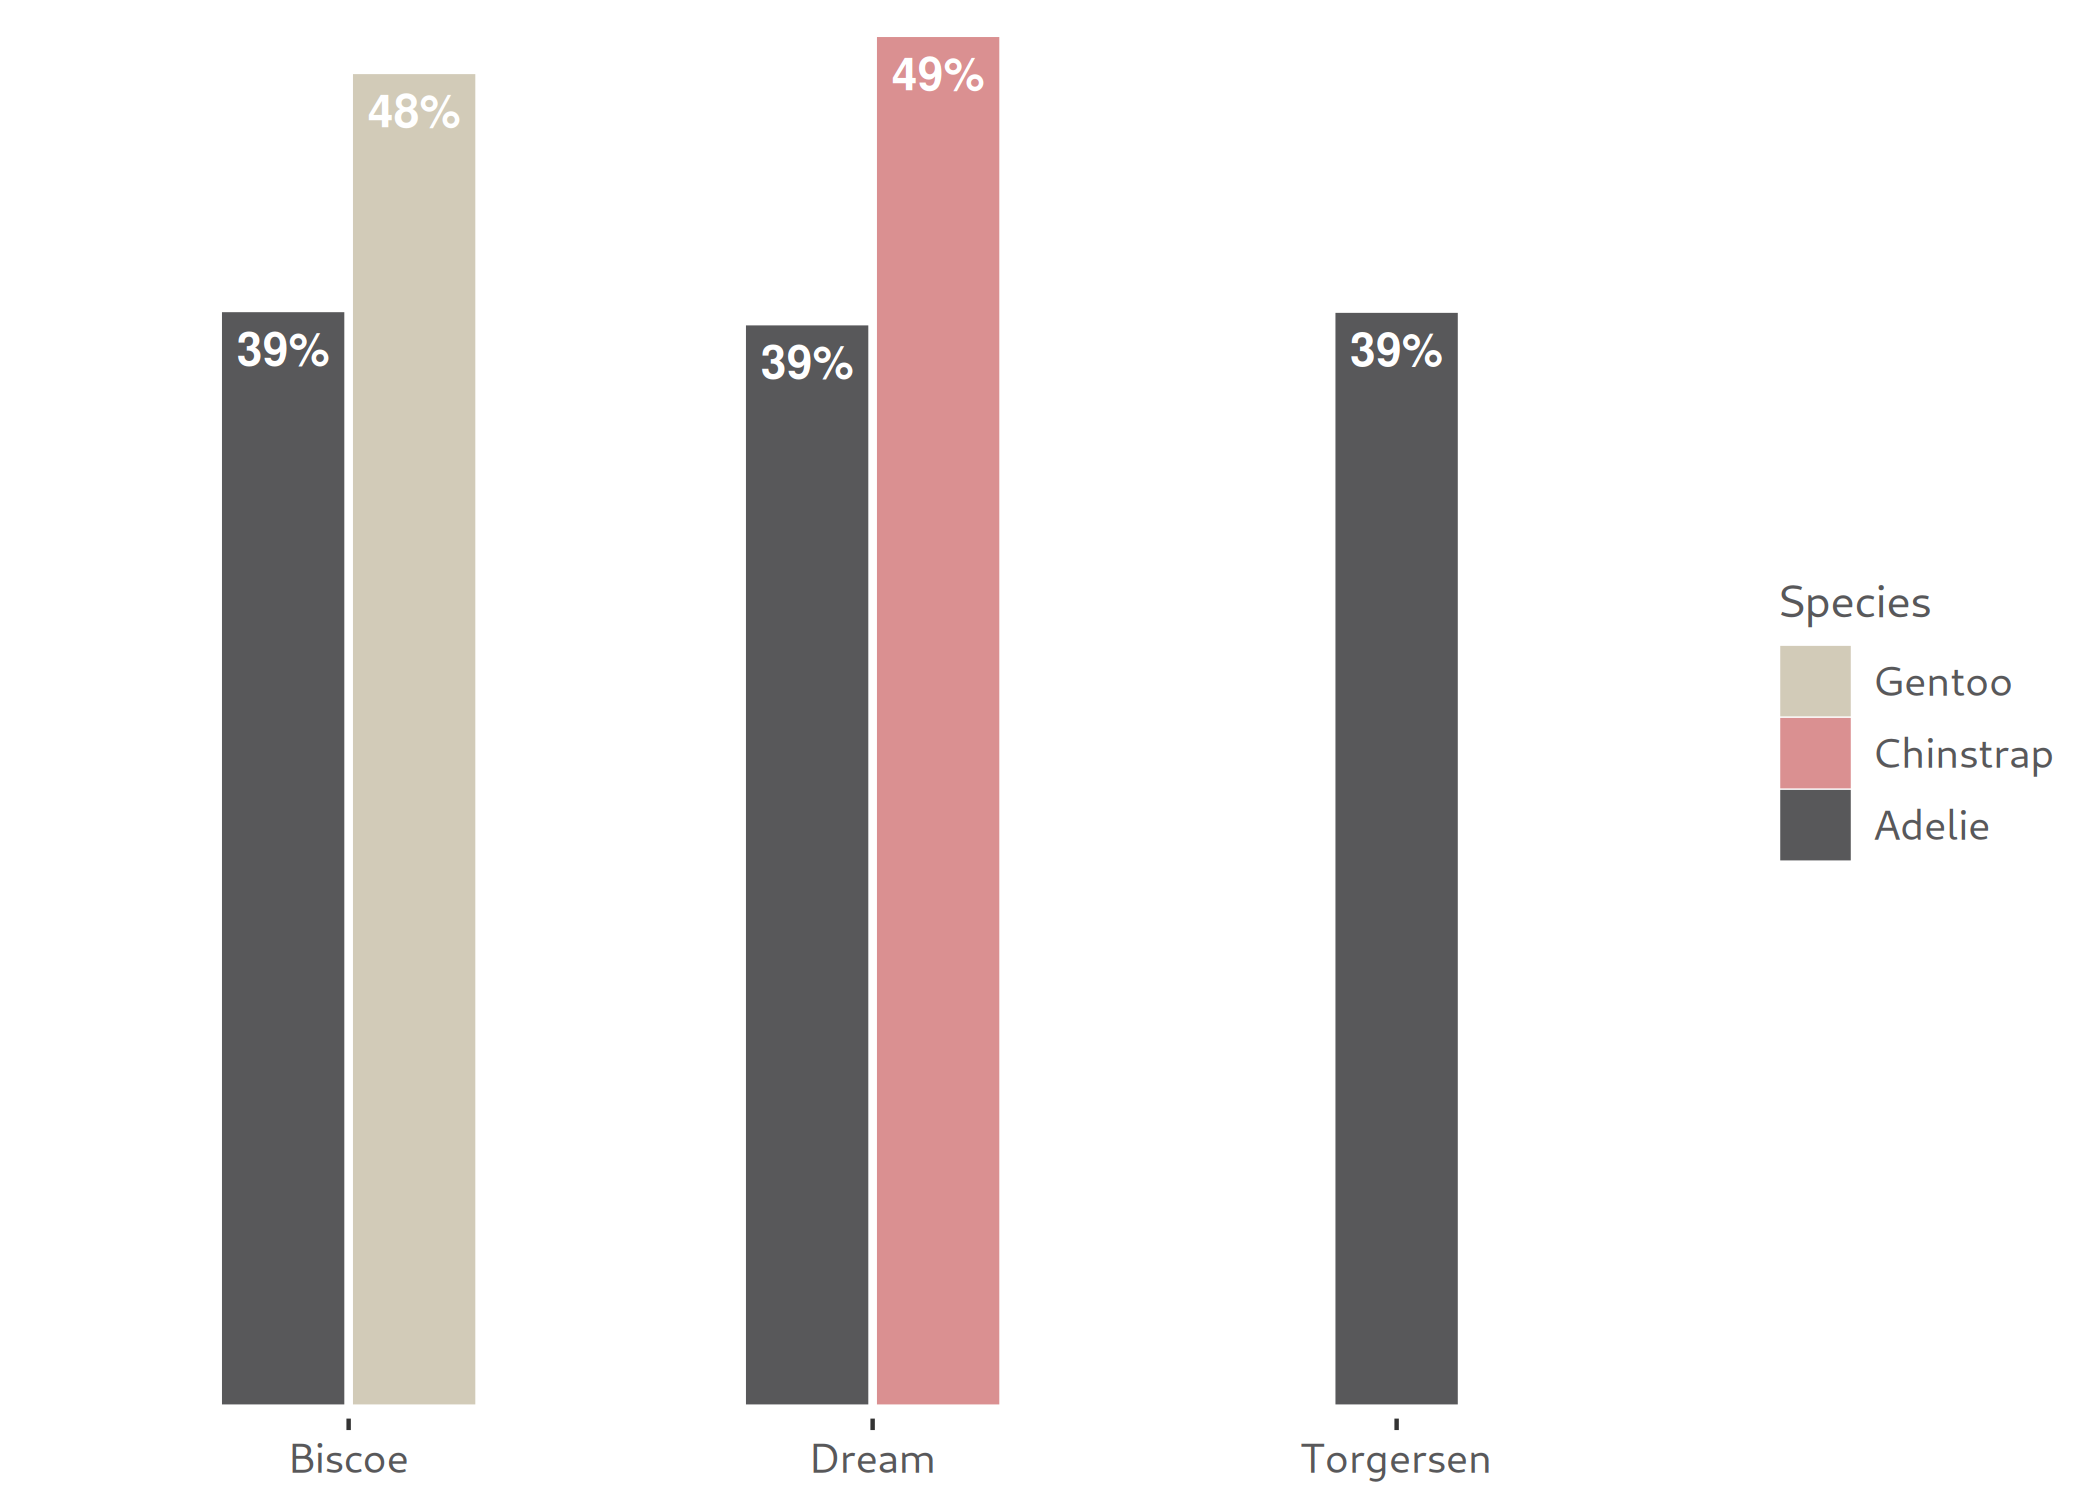 49%
48%
39%
39%
39%
Species
Gentoo
Chinstrap
Adelie
Biscoe
Dream
Torgersen